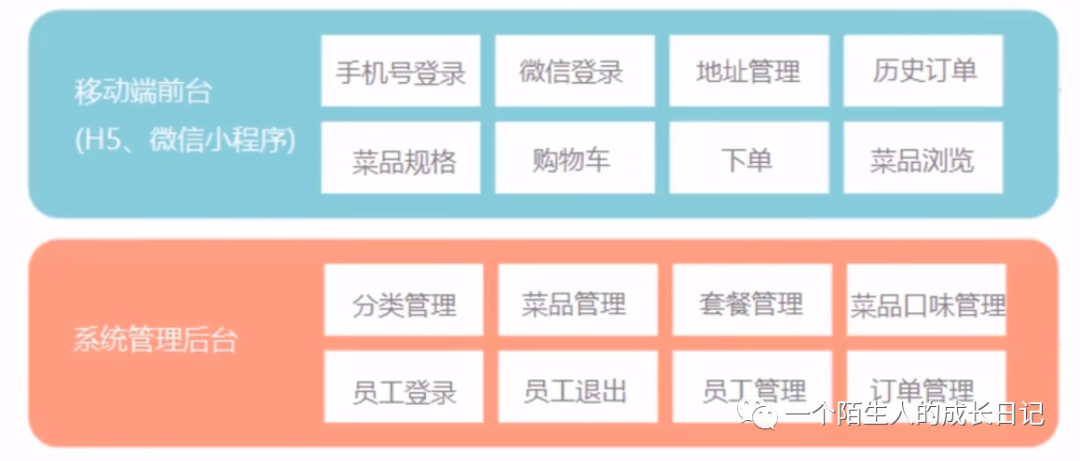 手机号登录
微信登录
地址管理
历史订单
移动端前台
(H5、微信小程序)
菜品规格
购物车
下单
菜品浏览
分类管理
菜品管理
套餐管理
菜品口味管理
系统管理后台
员工登录
员工退出
员工管理
订单管理
一个陌生人的成长日记